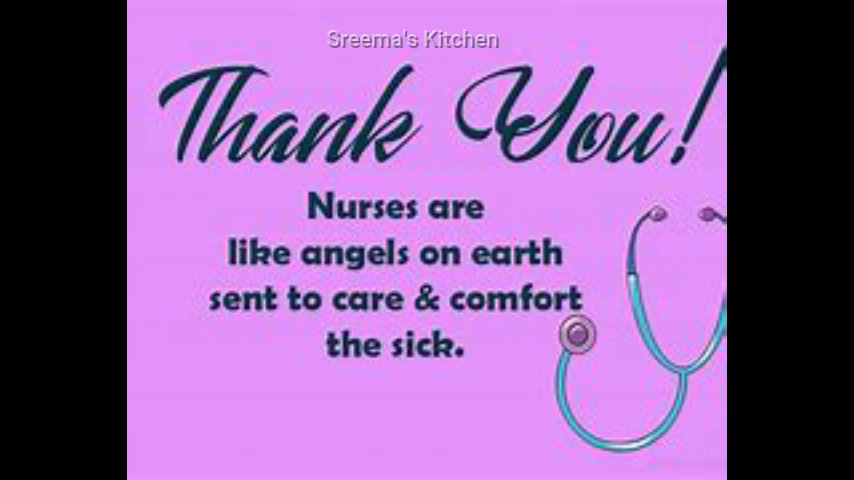 Sreema's Kitchen
Thank You!
Nurses are
like angels on earth
sent to care & comfort
the sick.